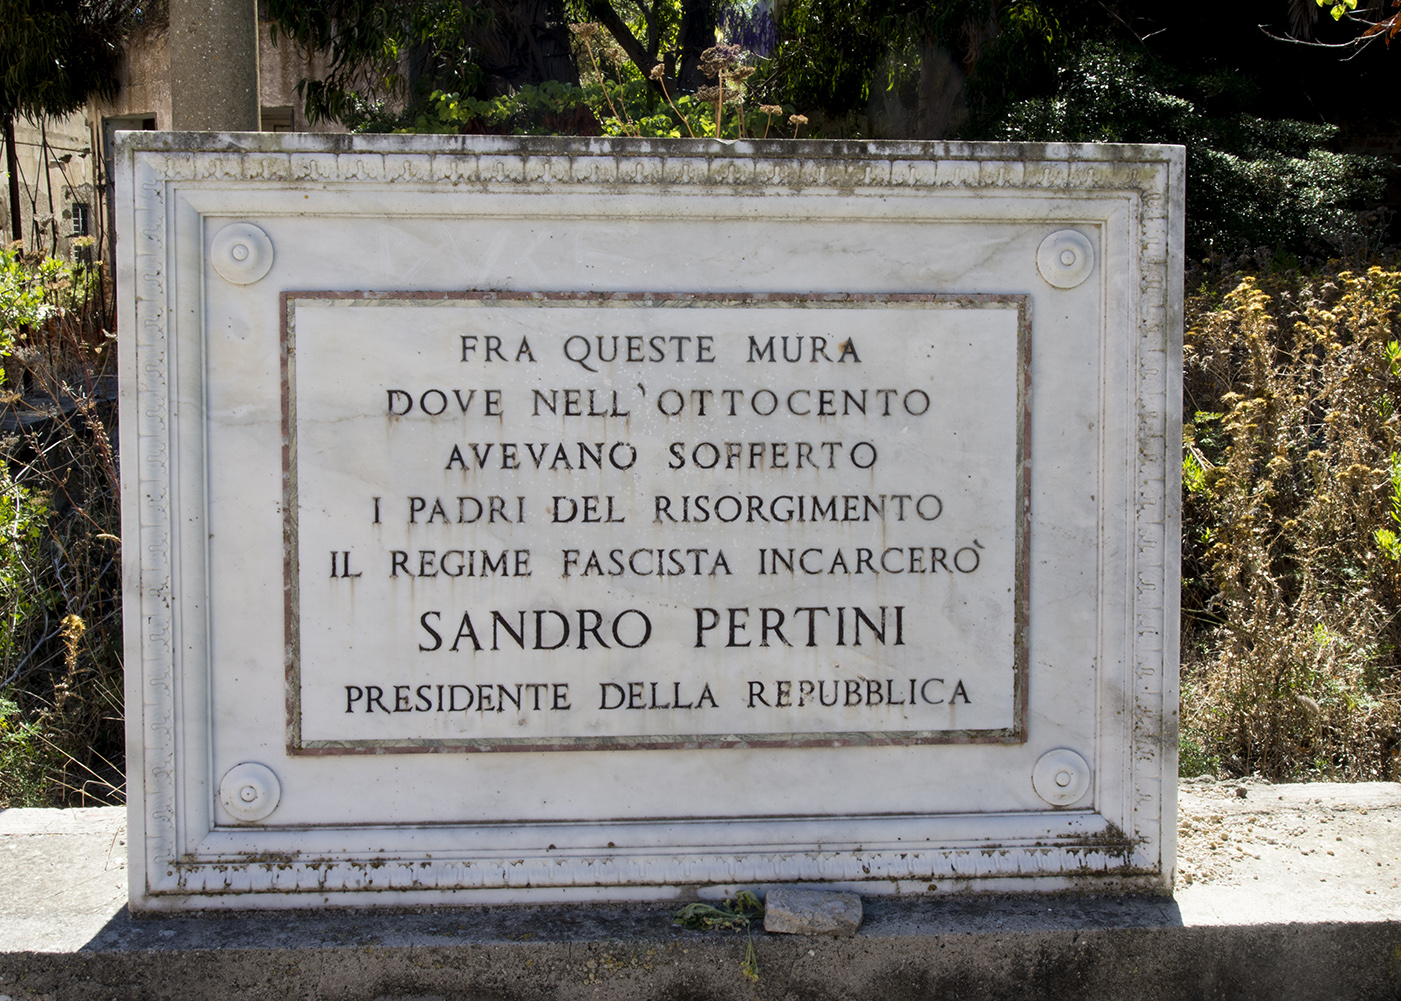 FRA QUESTE MURA
DOVE NELL'OTTOCENTO
AVEVANO SOFFERTO
I PADRI DEL RISORGIMENTO
IL REGIME FASCISTA INCARCERÒ
SANDRO PERTINI
PRESIDENTE DELLA REPUBBLICA